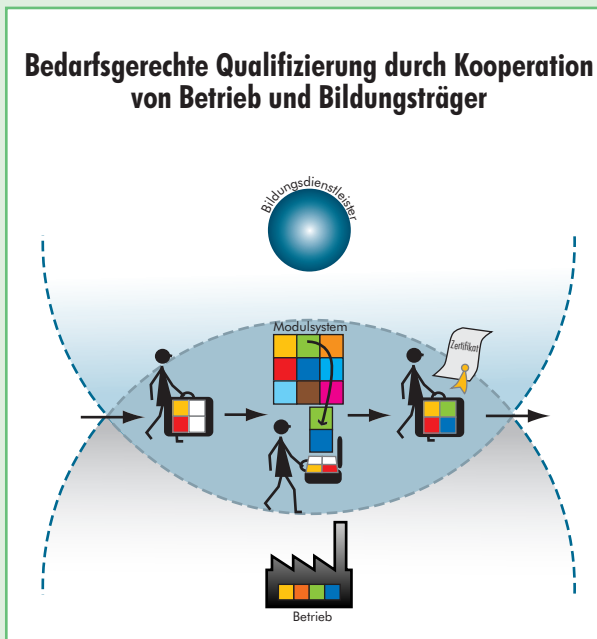 Bedarfsgerechte Qualifizierung durch Kooperation
von Betrieb und Bildungsträger
Bildungsdienstleister
Modulsystem
Zertifikat
Betrieb